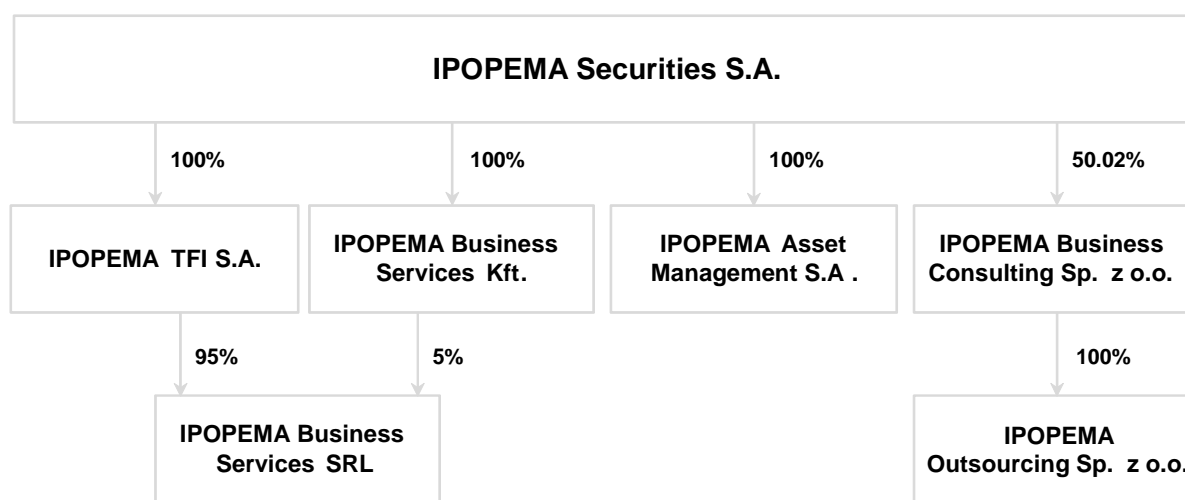 IPOPEMA Securities S.A.
100%
100%
100%
50.02%
IPOPEMA TFI S.A.
IPOPEMA Business
Services Kft.
IPOPEMA Asset
Management S.A .
IPOPEMA Business
Consulting Sp. z o.o.
95%
5%
100%
IPOPEMA Business
Services SRL
IPOPEMA
Outsourcing Sp. z o.o.